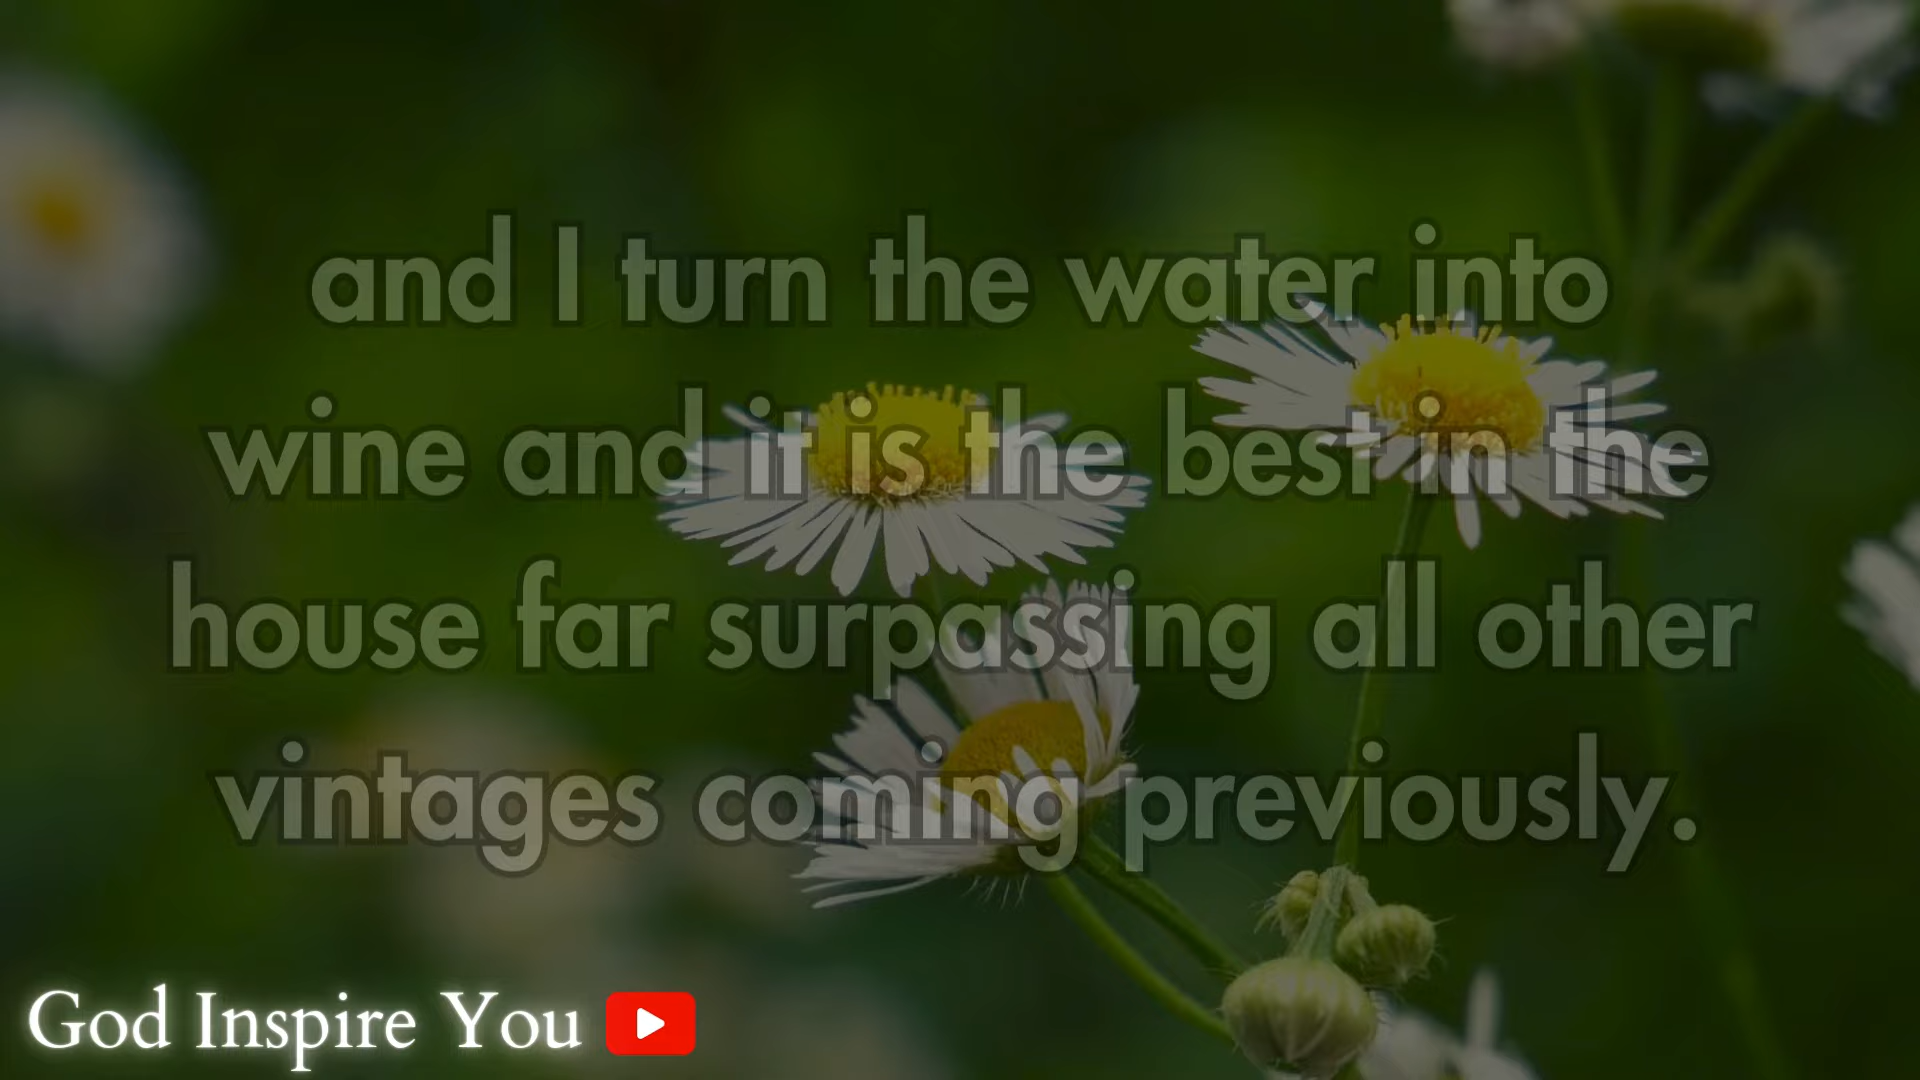 and I turn the water into
wine and it is the best in the
house far surpassing all other
vintages coming previously.
God Inspire You